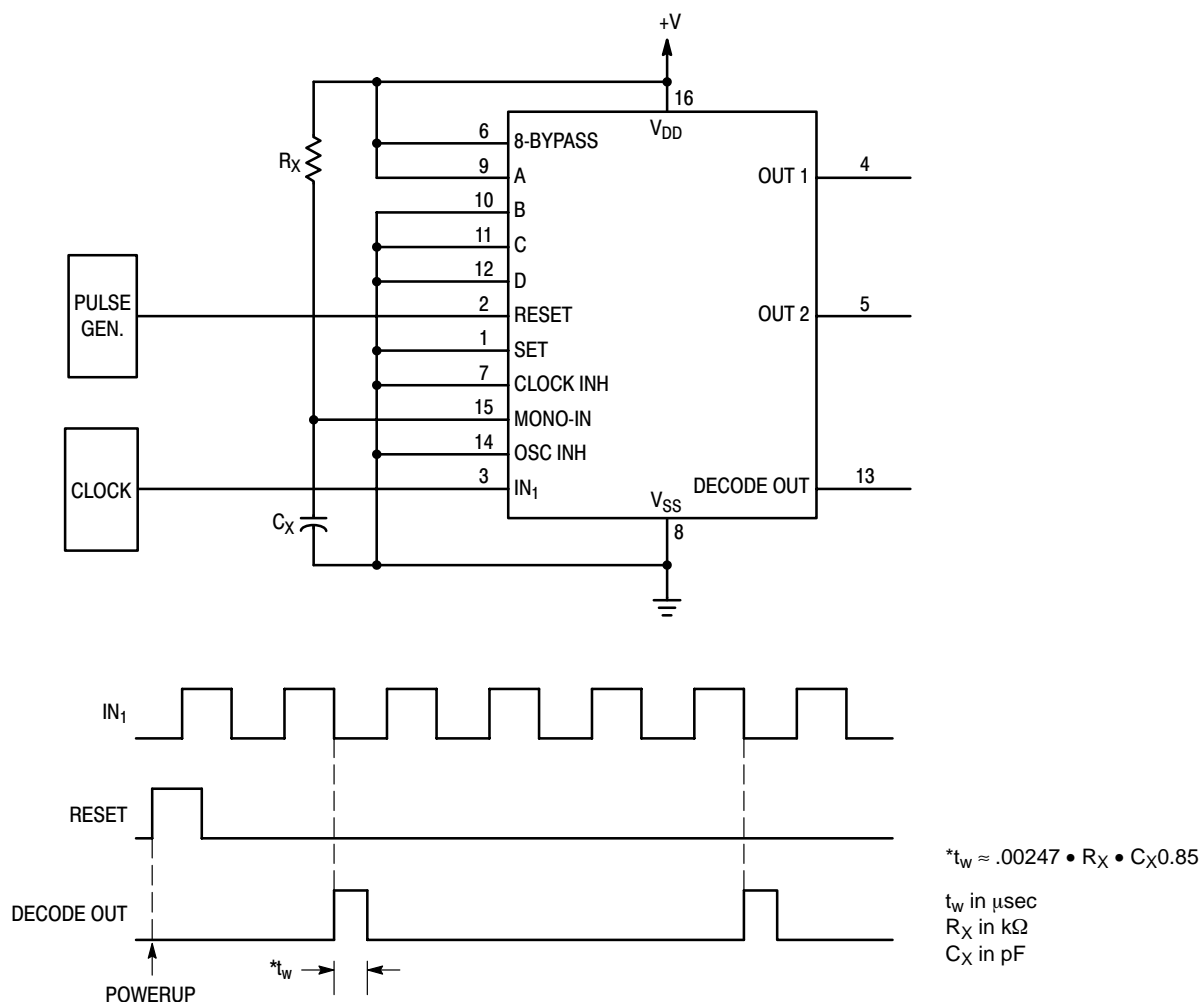 +V
16
VDD
6
8-BYPASS
RX
9
A
OUT 1
4
10
B
11
C
12
D
PULSE
GEN.
2
RESET
OUT 2
5
1
SET
7
CLOCK INH
15
MONO-IN
14
OSC INH
CLOCK
3
IN1
DECODE OUT
13
VSS
8
CX
IN1
RESET
*tw ≈ .00247 • RX • CX0.85
tw in μsec
RX in kΩ
CX in pF
DECODE OUT
*tw
POWERUP